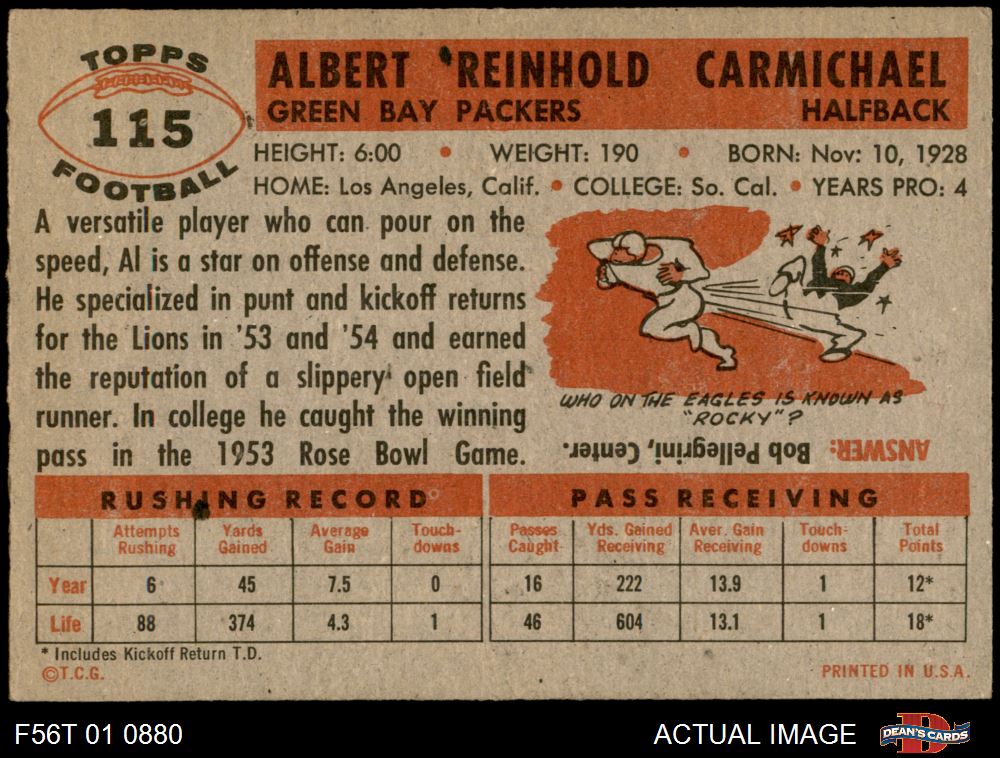 TOPPS
115
FOOTBALL
ALBERT REINHOLD CARMICHAEL
GREEN BAY PACKERS HALFBACK
HEIGHT: 6:00 • WEIGHT: 190 • BORN: Nov: 10, 1928
HOME: Los Angeles, Calif. • COLLEGE: So. Cal. • YEARS PRO: 4
A versatile player who can pour on the
speed, Al is a star on offense and defense.
He specialized in punt and kickoff returns
for the Lions in '53 and '54 and earned
the reputation of a slippery open field
runner. In college he caught the winning
pass in the 1953 Rose Bowl Game.
WHO ON THE EAGLES IS KNOWN AS
"ROCKY"?
ANSWER: Bob Pellegrini, Center.
RUSHING RECORD
Attempts Rushing Yards Gained Average Gain Touch-downs
Year 6 45 7.5 0
Life 88 374 4.3 1
PASS RECEIVING
Passes Caught Yds. Gained Receiving Aver. Gain Receiving Touch-downs Total Points
16 222 13.9 1 12*
46 604 13.1 1 18*
* Includes Kickoff Return T.D.
©T.C.G. PRINTED IN U.S.A.
F56T 01 0880 ACTUAL IMAGE D DEAN'S CARDS